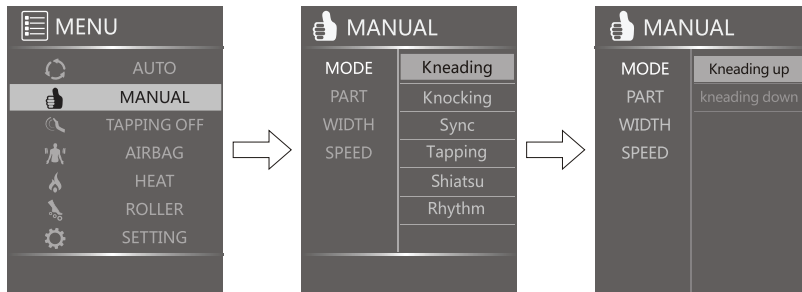 MENU
AUTO
MANUAL
TAPPING OFF
AIRBAG
HEAT
ROLLER
SETTING
MANUAL
MODE Kneading
PART Knocking
WIDTH Sync
SPEED Tapping
Shiatsu
Rhythm
MANUAL
MODE Kneading up
PART kneading down
WIDTH
SPEED